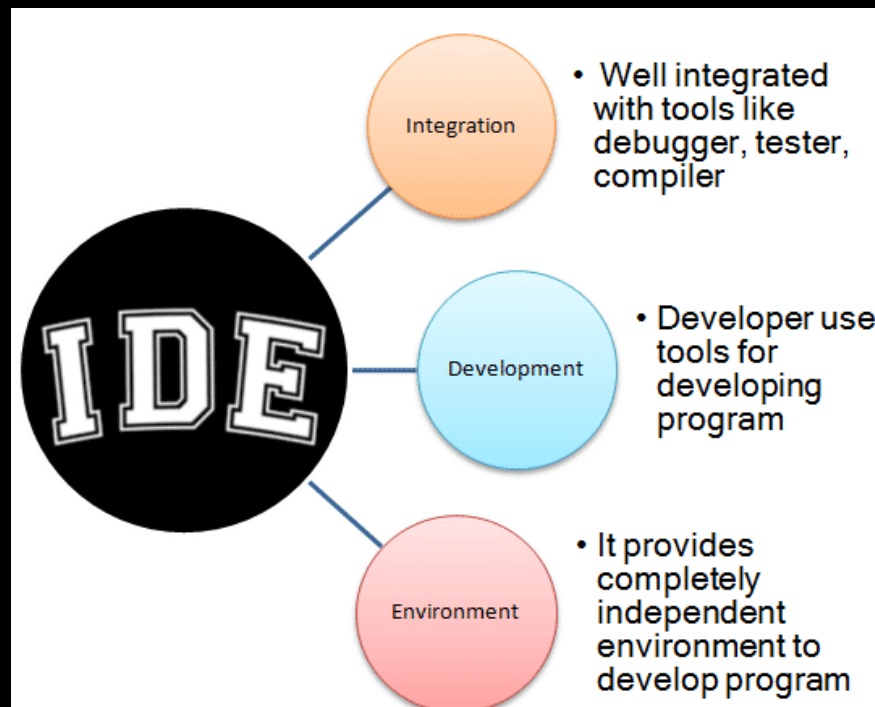 IDE
Integration
• Well integrated
with tools like
debugger, tester,
compiler
Development
• Developer use
tools for
developing
program
Environment
• It provides
completely
independent
environment to
develop program